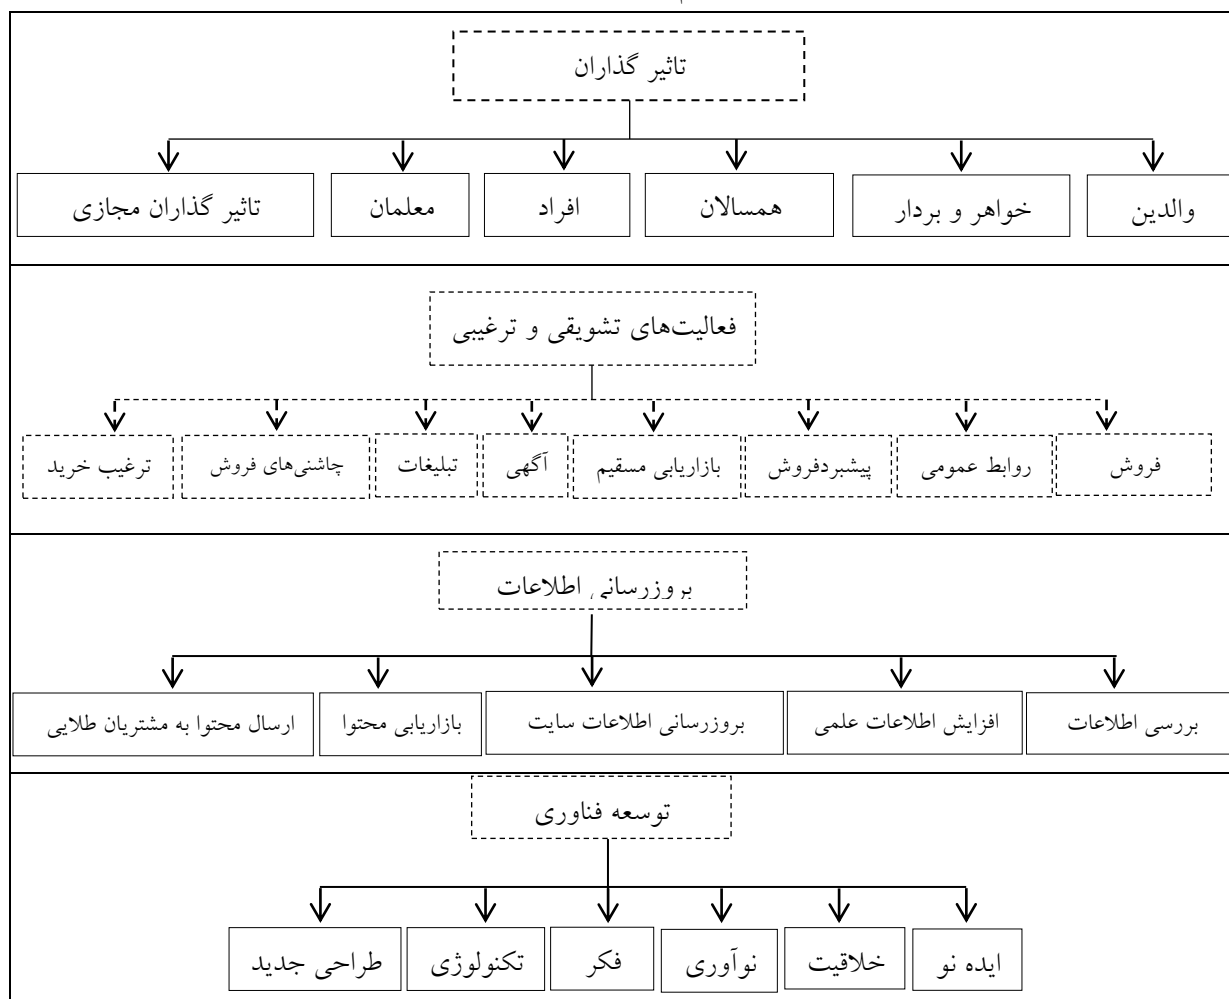 تاثیر گذاران
والدین
خواهر و بردار
همسالان
افراد
معلمان
تاثیر گذاران مجازی
فعالیت‌های تشویقی و ترغیبی
فروش
روابط عمومی
پیشبردفروش
بازاریابی مسقیم
آگهی
تبلیغات
چاشنی‌های فروش
ترغیب خرید
بروزرسانی اطلاعات
بررسی اطلاعات
افزایش اطلاعات علمی
بروزرسانی اطلاعات سایت
بازاریابی محتوا
ارسال محتوا به مشتریان طلایی
توسعه فناوری
ایده نو
خلاقیت
نوآوری
فکر
تکنولوژی
طراحی جدید